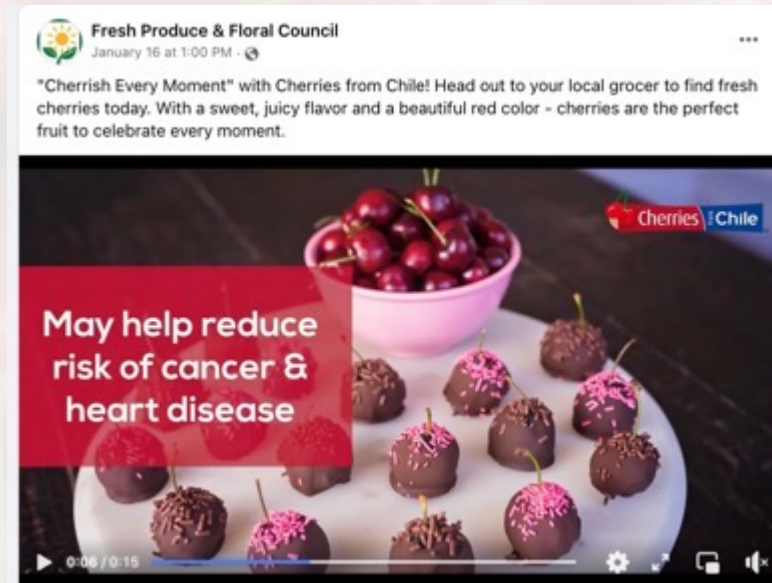 Fresh Produce & Floral Council
January 16 at 1:00 PM ·
"Cherrish Every Moment" with Cherries from Chile! Head out to your local grocer to find fresh
cherries today. With a sweet, juicy flavor and a beautiful red color - cherries are the perfect
fruit to celebrate every moment.
Cherries FROM Chile
May help reduce
risk of cancer &
heart disease
0:06 / 0:15